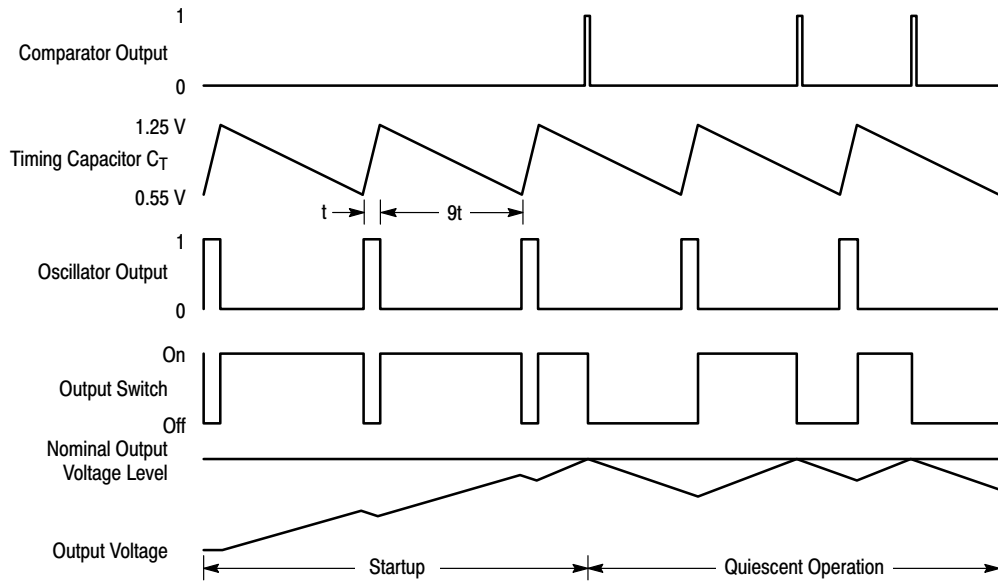 1
Comparator Output
0
1.25 V
Timing Capacitor CT
0.55 V
t
9t
1
Oscillator Output
0
On
Output Switch
Off
Nominal Output
Voltage Level
Output Voltage
Startup
Quiescent Operation